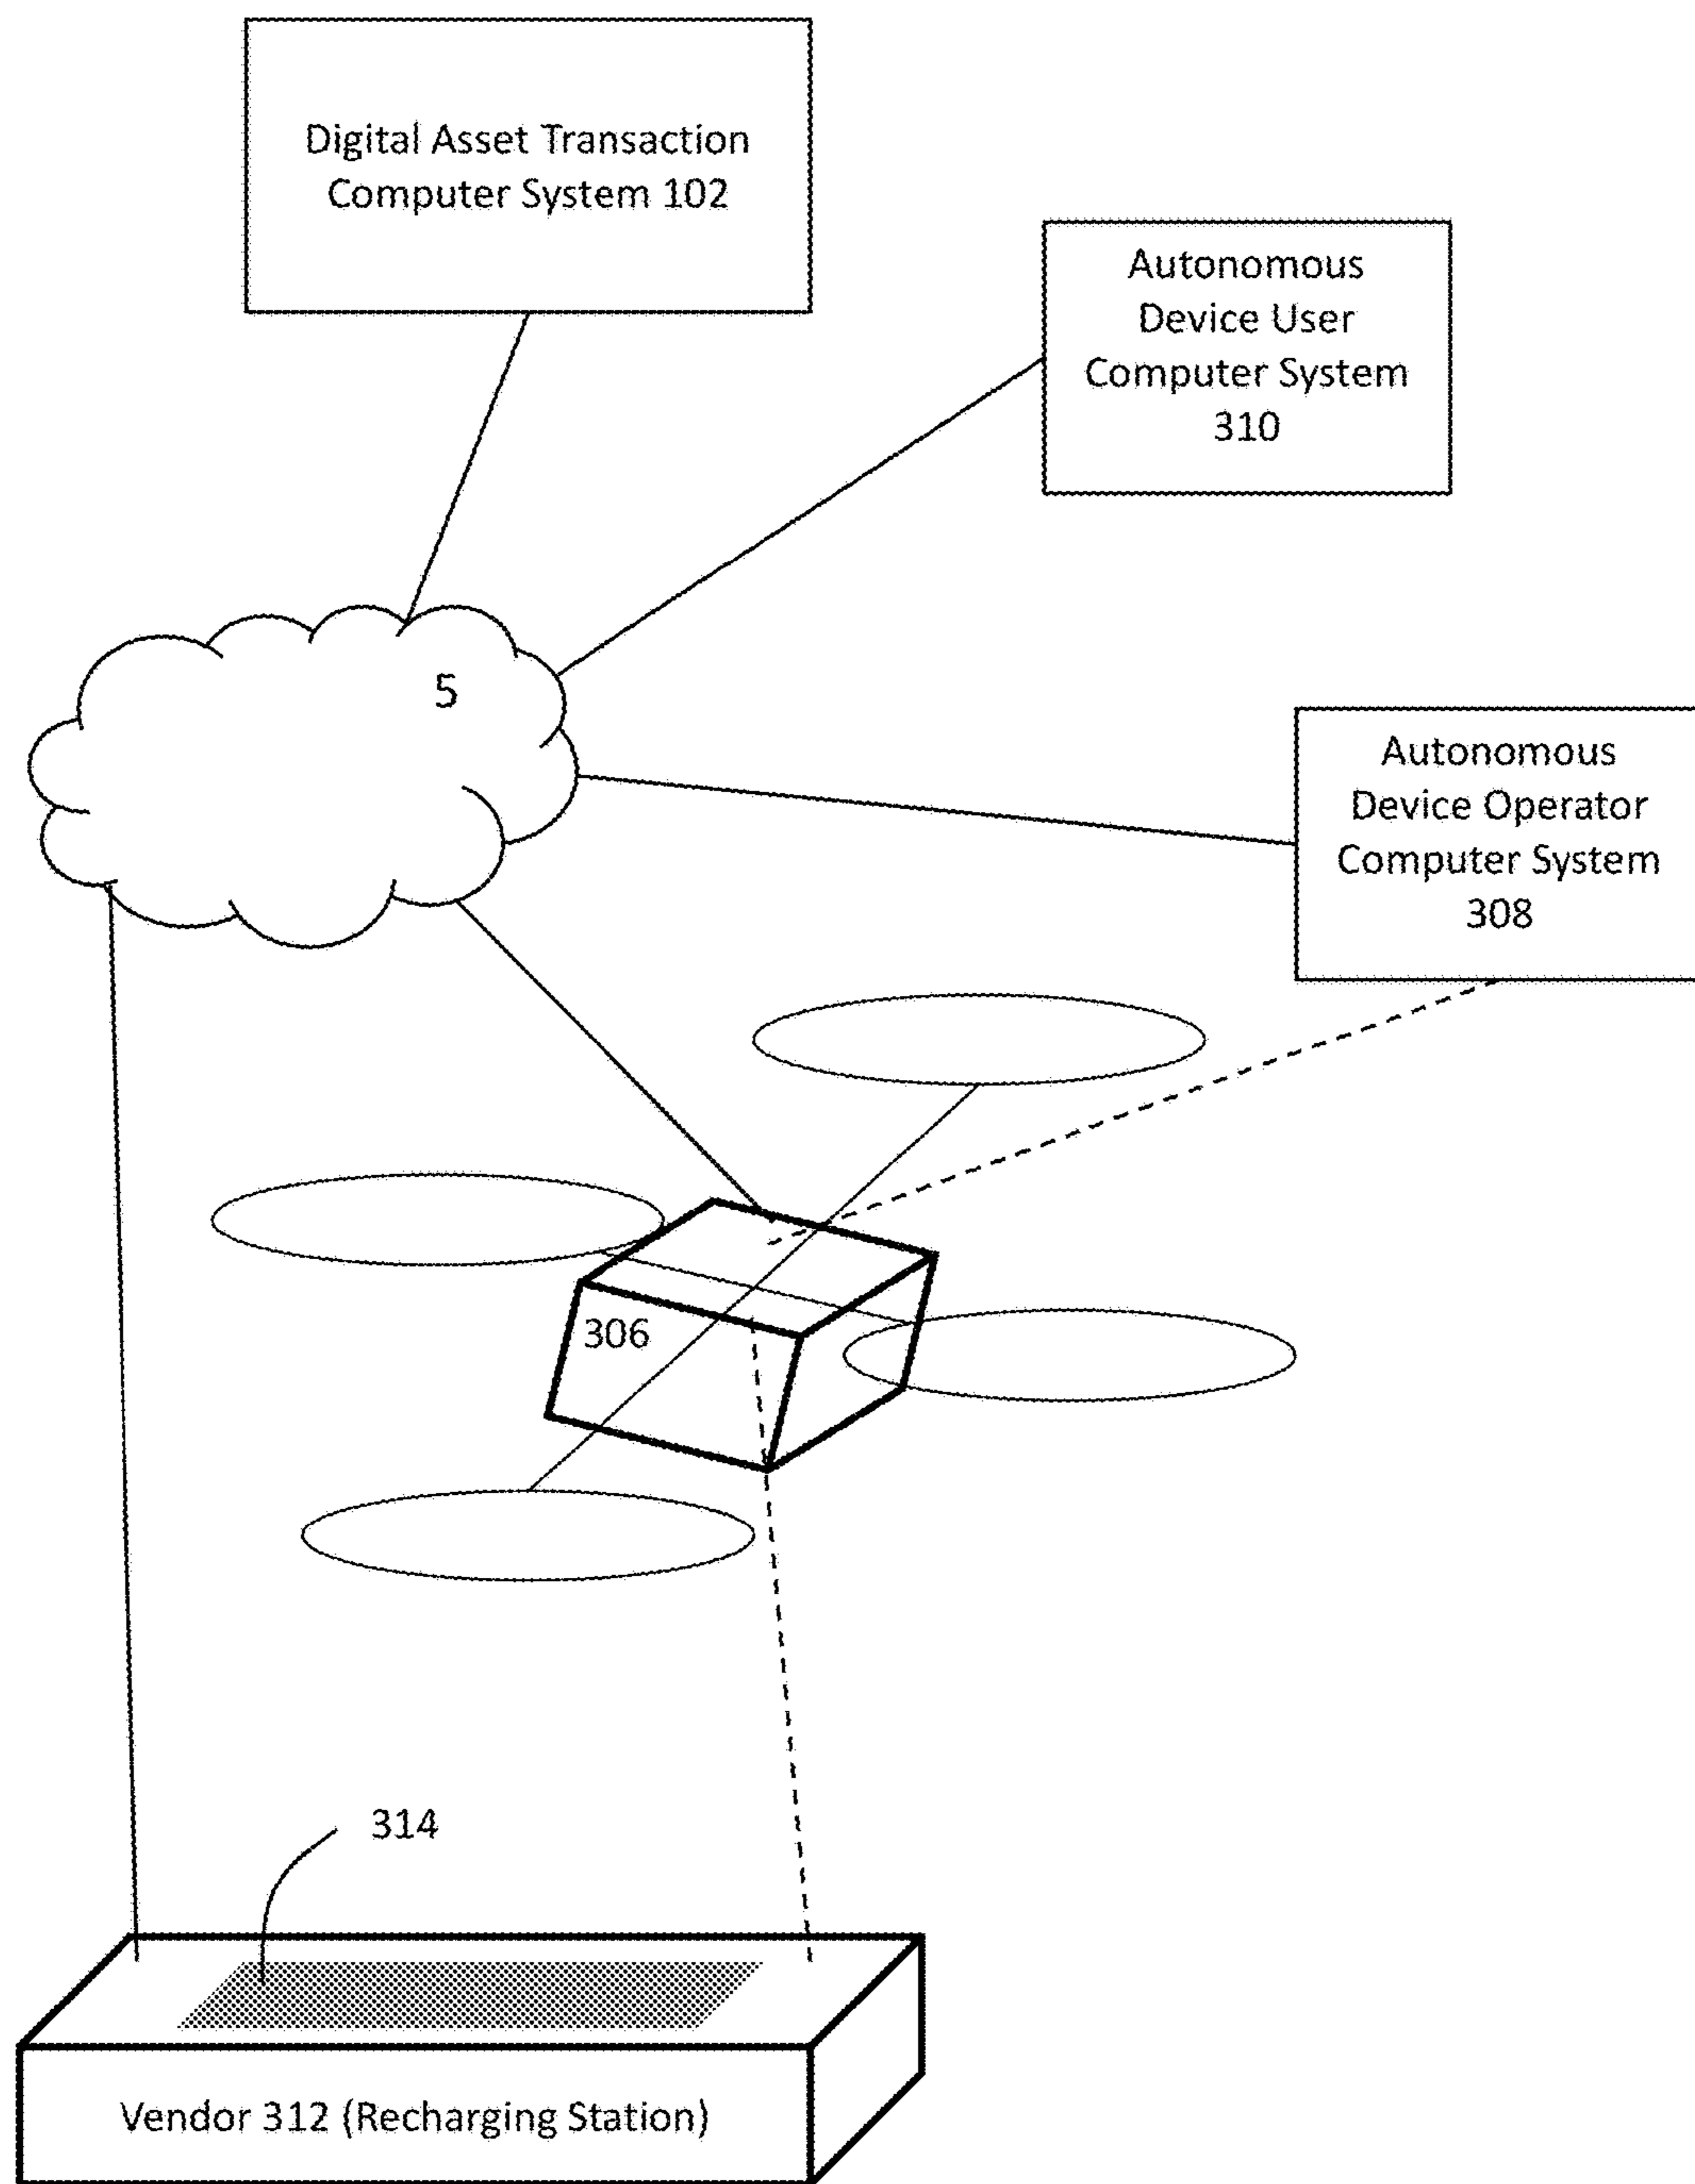 Digital Asset Transaction
Computer System 102
Autonomous
Device User
Computer System
310
5
Autonomous
Device Operator
Computer System
308
306
314
Vendor 312 (Recharging Station)